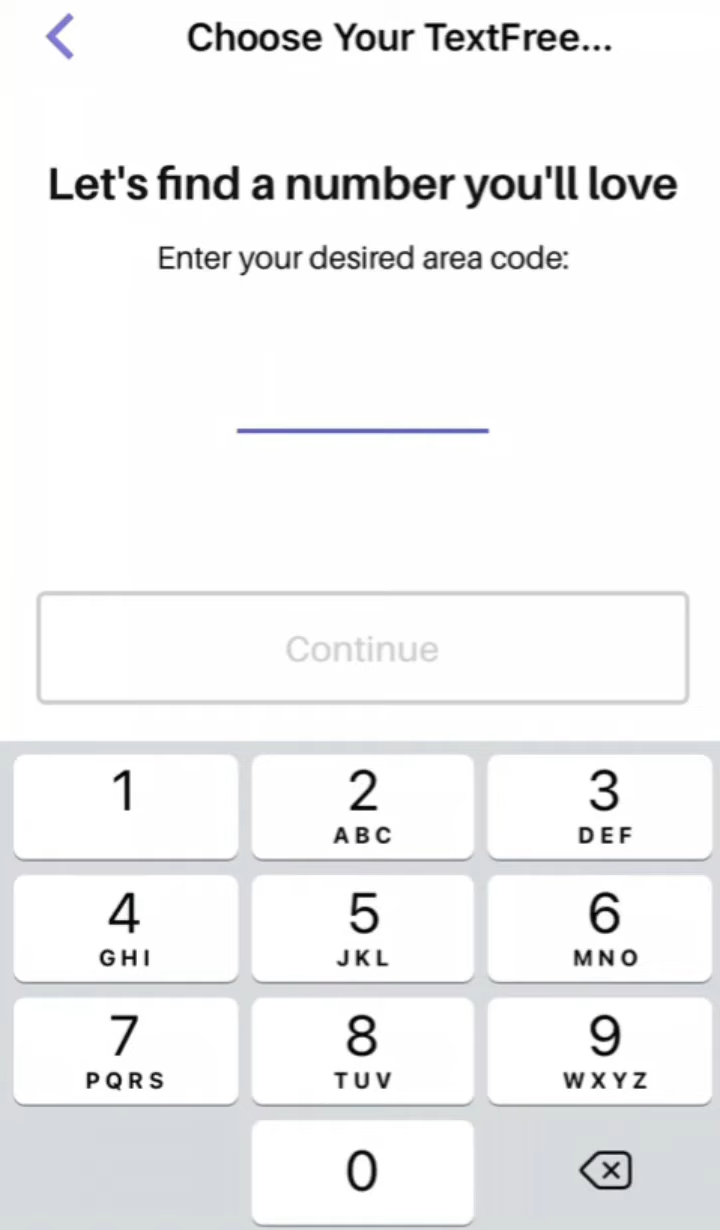 Choose Your TextFree...
Let's find a number you'll love
Enter your desired area code:
Continue
1
2
ABC
3
DEF
4
GHI
5
JKL
6
MNO
7
PQRS
8
TUV
9
WXYZ
0